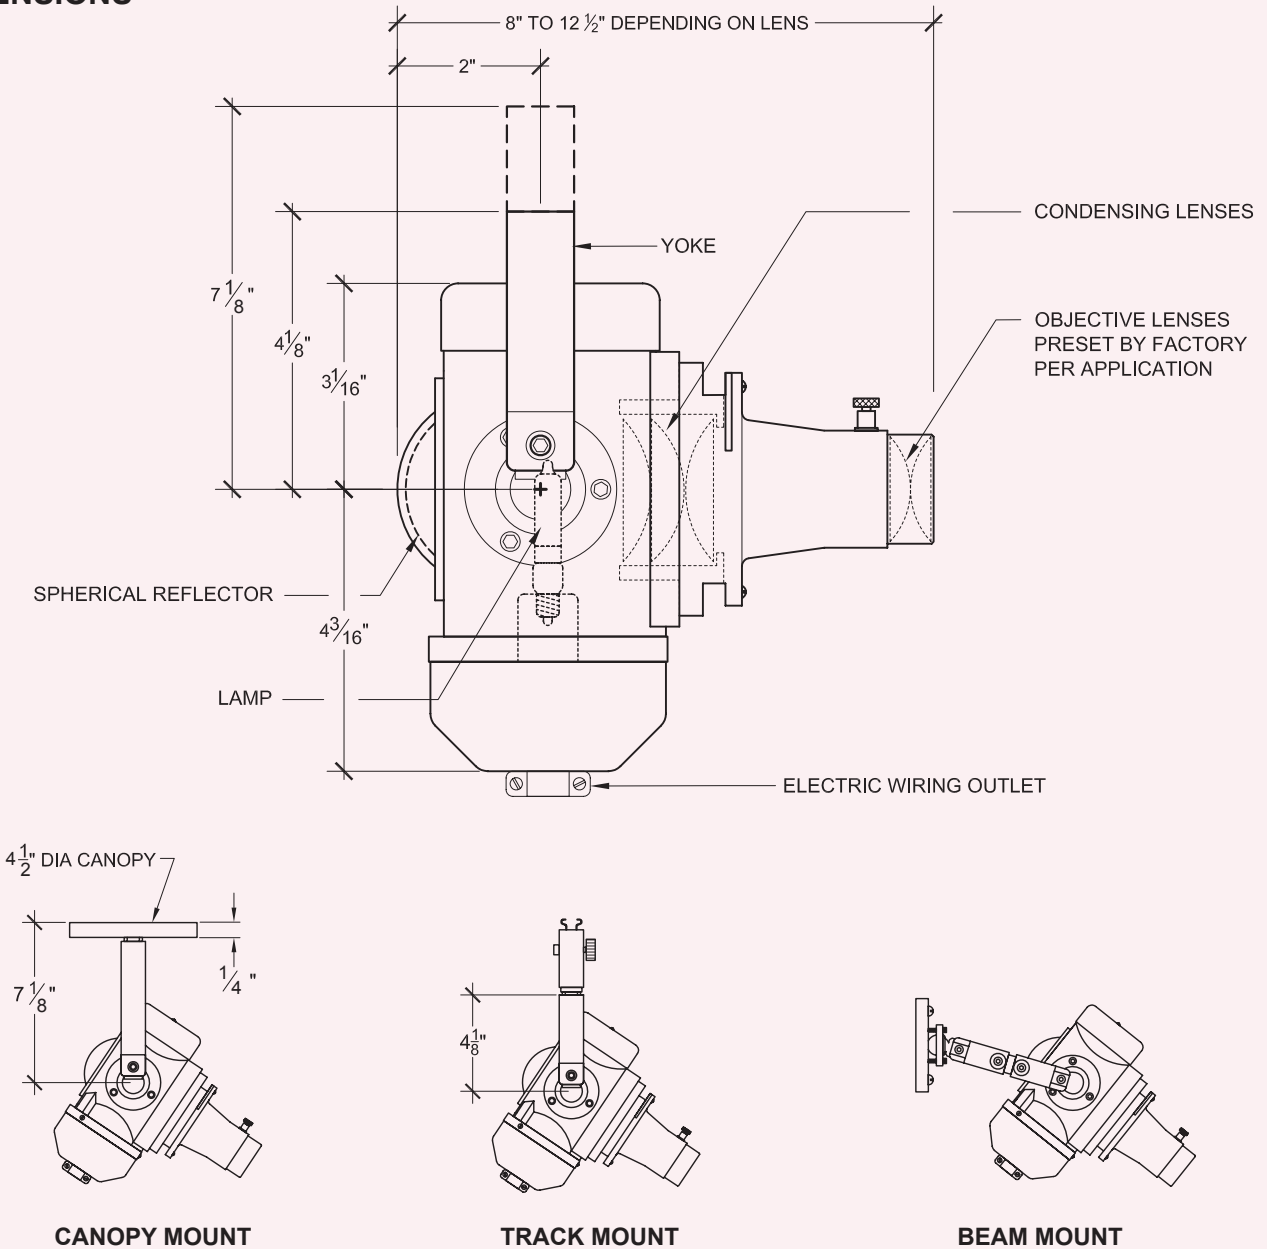 8" TO 12 ½" DEPENDING ON LENS
2"
CONDENSING LENSES
YOKE
7 1/8"
4 1/8"
3 1/16"
OBJECTIVE LENSES
PRESET BY FACTORY
PER APPLICATION
SPHERICAL REFLECTOR
4 3/16"
LAMP
ELECTRIC WIRING OUTLET
4 1/2" DIA CANOPY
7 1/8"
1/4 "
4 1/8"
CANOPY MOUNT
TRACK MOUNT
BEAM MOUNT